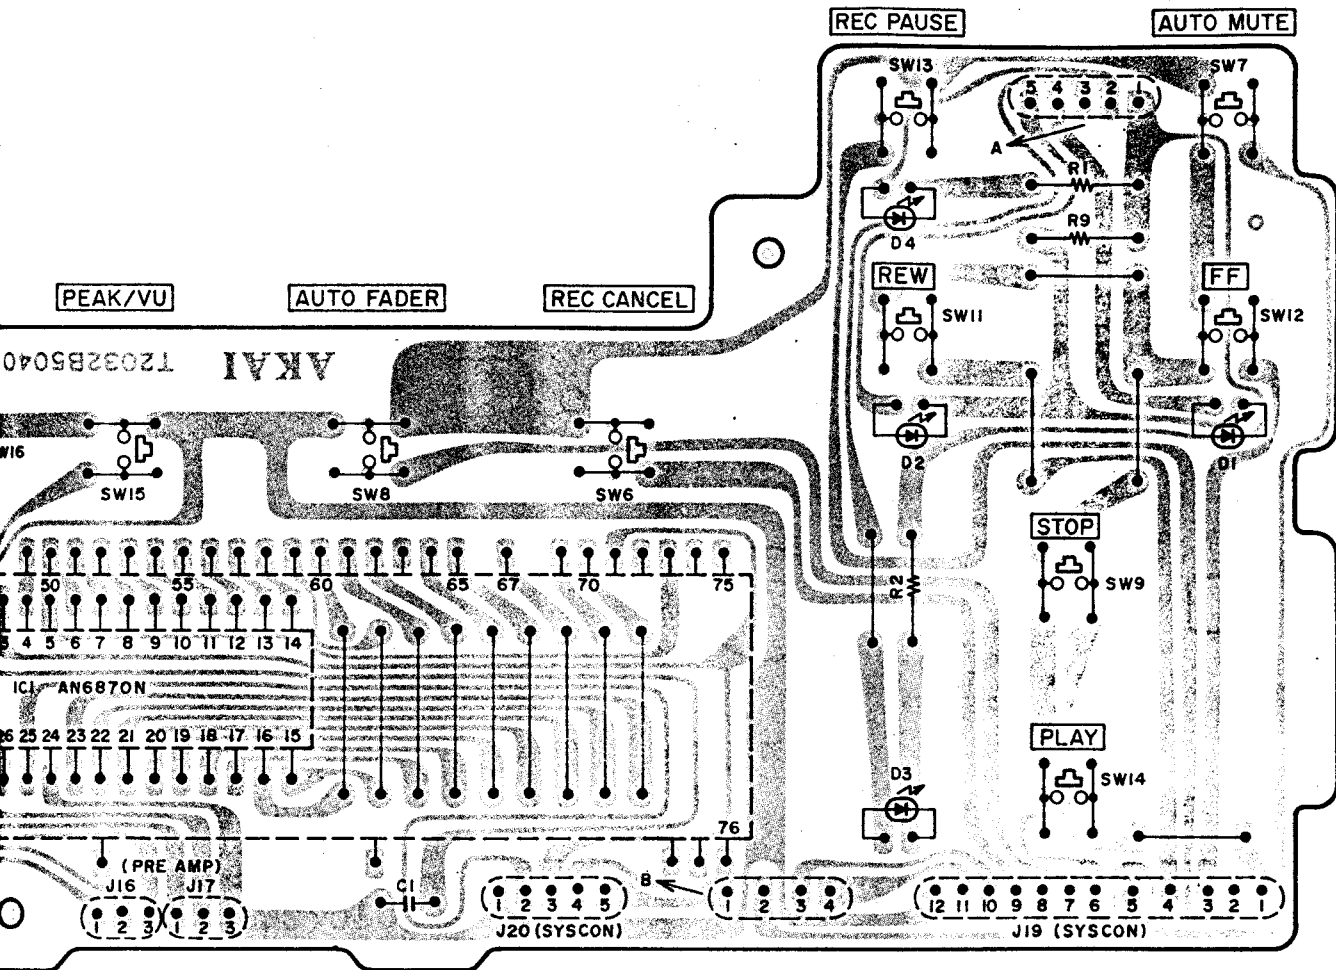 REC PAUSE
AUTO MUTE
SW13
5 4 3 2 1
SW7
A
R1
R9
D4
REW
FF
SW11
SW12
PEAK/VU
AUTO FADER
REC CANCEL
T2032B5040
AKAI
W16
SW15
SW8
SW6
D2
D1
STOP
SW9
R2
50 55 60 65 67 70 75
3 4 5 6 7 8 9 10 11 12 13 14
IC1 AN6870N
26 25 24 23 22 21 20 19 18 17 16 15
PLAY
SW14
D3
76
(PRE AMP)
J16 J17
1 2 3 1 2 3
C1
1 2 3 4 5
J20 (SYSCON)
B
1 2 3 4
12 11 10 9 8 7 6 5 4 3 2 1
J19 (SYSCON)